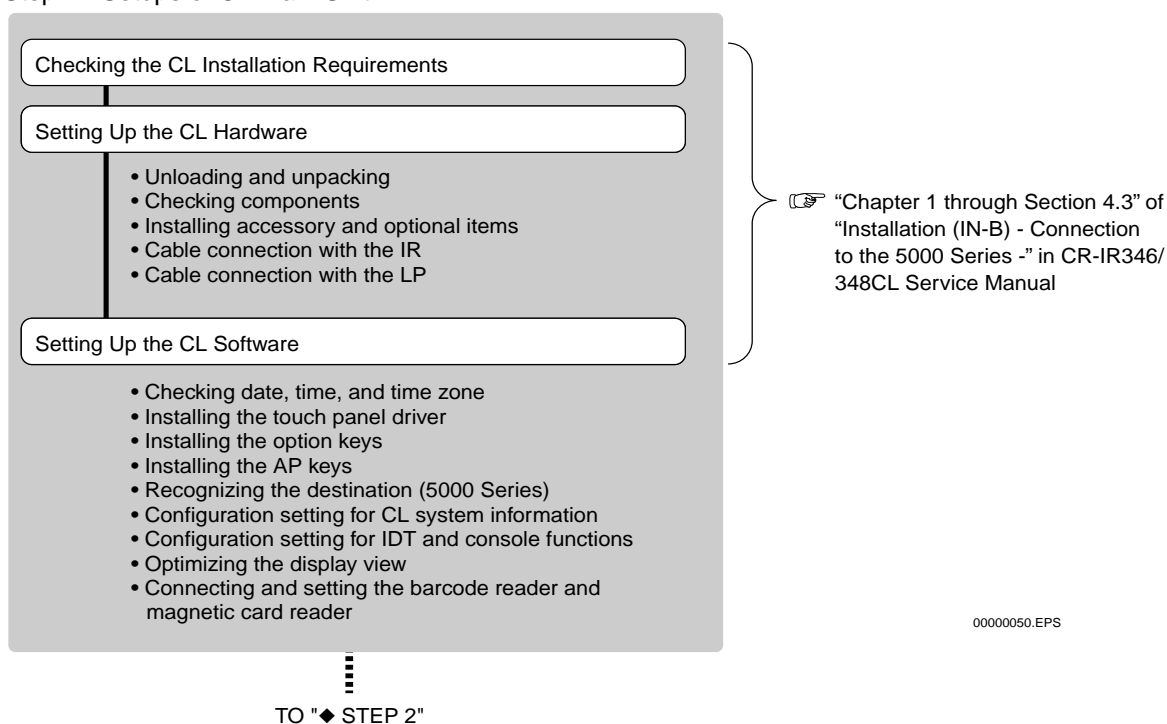 Checking the CL Installation Requirements
Setting Up the CL Hardware
• Unloading and unpacking
• Checking components
• Installing accessory and optional items
• Cable connection with the IR
• Cable connection with the LP
☞ “Chapter 1 through Section 4.3” of
“Installation (IN-B) - Connection
to the 5000 Series -” in CR-IR346/
348CL Service Manual
Setting Up the CL Software
• Checking date, time, and time zone
• Installing the touch panel driver
• Installing the option keys
• Installing the AP keys
• Recognizing the destination (5000 Series)
• Configuration setting for CL system information
• Configuration setting for IDT and console functions
• Optimizing the display view
• Connecting and setting the barcode reader and
magnetic card reader
00000050.EPS
TO "◆ STEP 2"